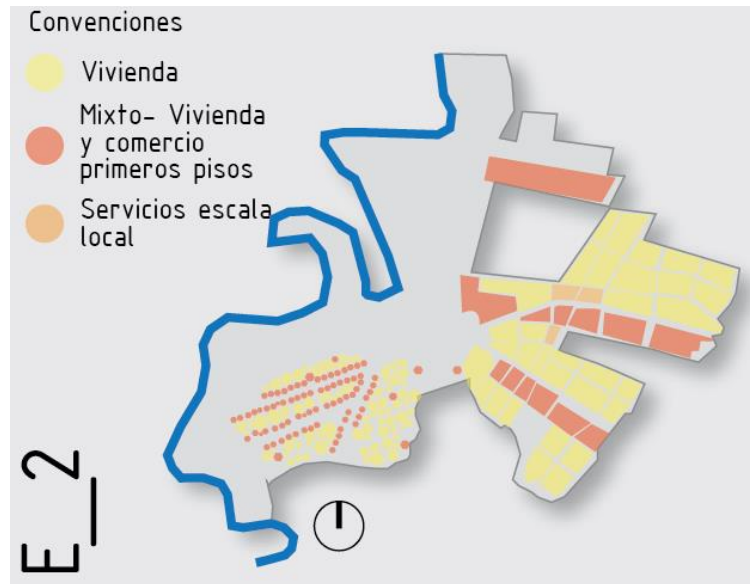 Convenciones
Vivienda
Mixto- Vivienda
y comercio
primeros pisos
Servicios escala
local
E_2